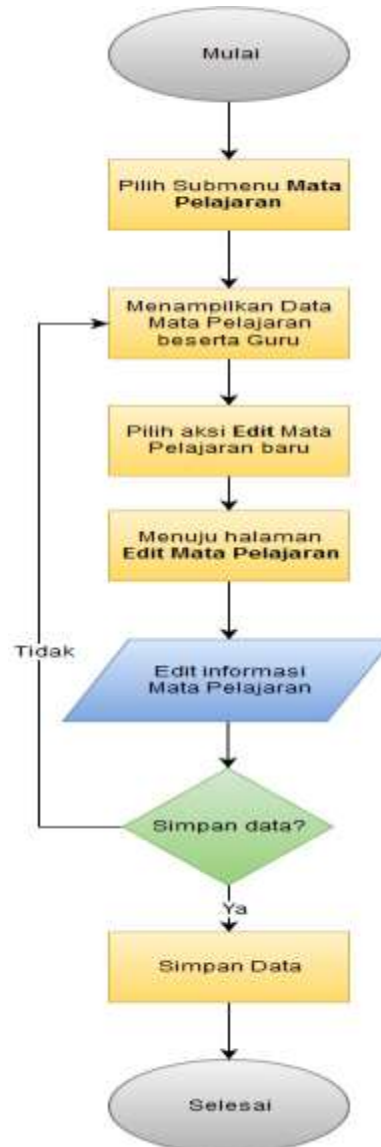 Mulai
Pilih Submenu Mata
Pelajaran
Menampilkan Data
Mata Pelajaran
beserta Guru
Pilih aksi Edit Mata
Pelajaran baru
Menuju halaman
Edit Mata Pelajaran
Tidak
Edit informasi
Mata Pelajaran
Simpan data?
Ya
Simpan Data
Selesai